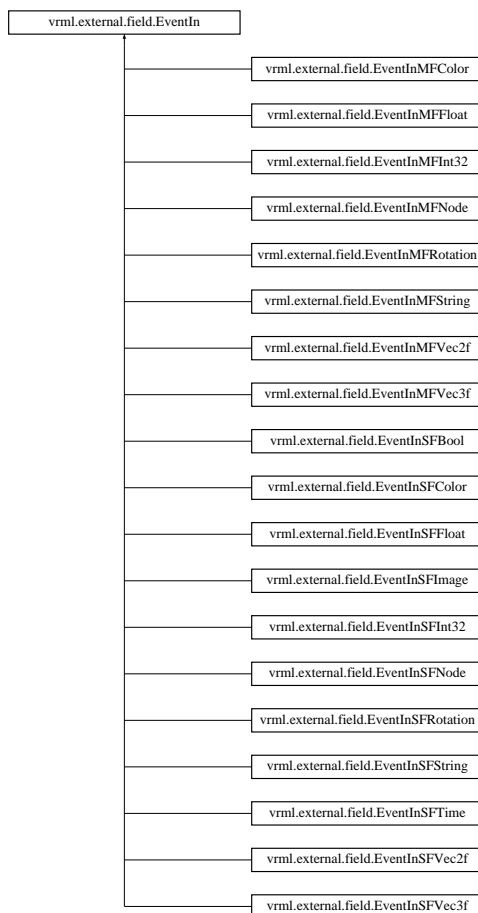 vrml.external.field.EventIn
vrml.external.field.EventInMFColor
vrml.external.field.EventInMFFloat
vrml.external.field.EventInMFInt32
vrml.external.field.EventInMFNode
vrml.external.field.EventInMFRotation
vrml.external.field.EventInMFString
vrml.external.field.EventInMFVec2f
vrml.external.field.EventInMFVec3f
vrml.external.field.EventInSFBool
vrml.external.field.EventInSFColor
vrml.external.field.EventInSFFloat
vrml.external.field.EventInSFImage
vrml.external.field.EventInSFInt32
vrml.external.field.EventInSFNode
vrml.external.field.EventInSFRotation
vrml.external.field.EventInSFString
vrml.external.field.EventInSFTime
vrml.external.field.EventInSFVec2f
vrml.external.field.EventInSFVec3f